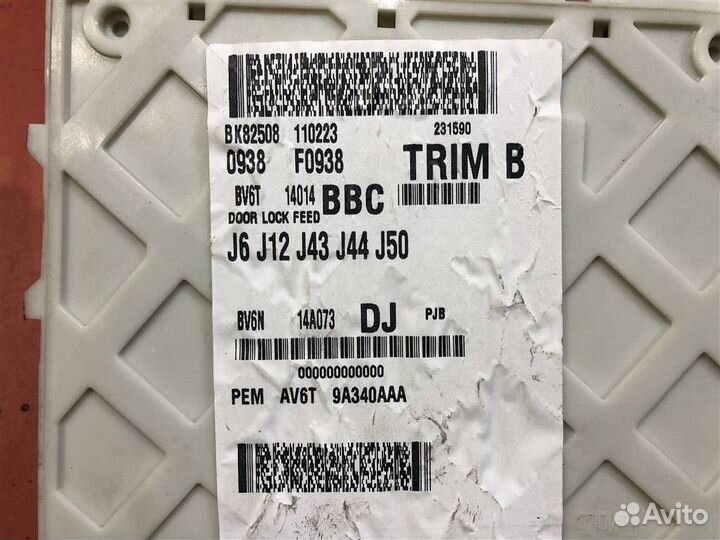 BK82508 110223 231590
0938 F0938 TRIM B
BV6T 14014 BBC
DOOR LOCK FEED
J6 J12 J43 J44 J50
BV6N 14A073 DJ PJB
000000000000
PEM AV6T 9A340AAA
Avito